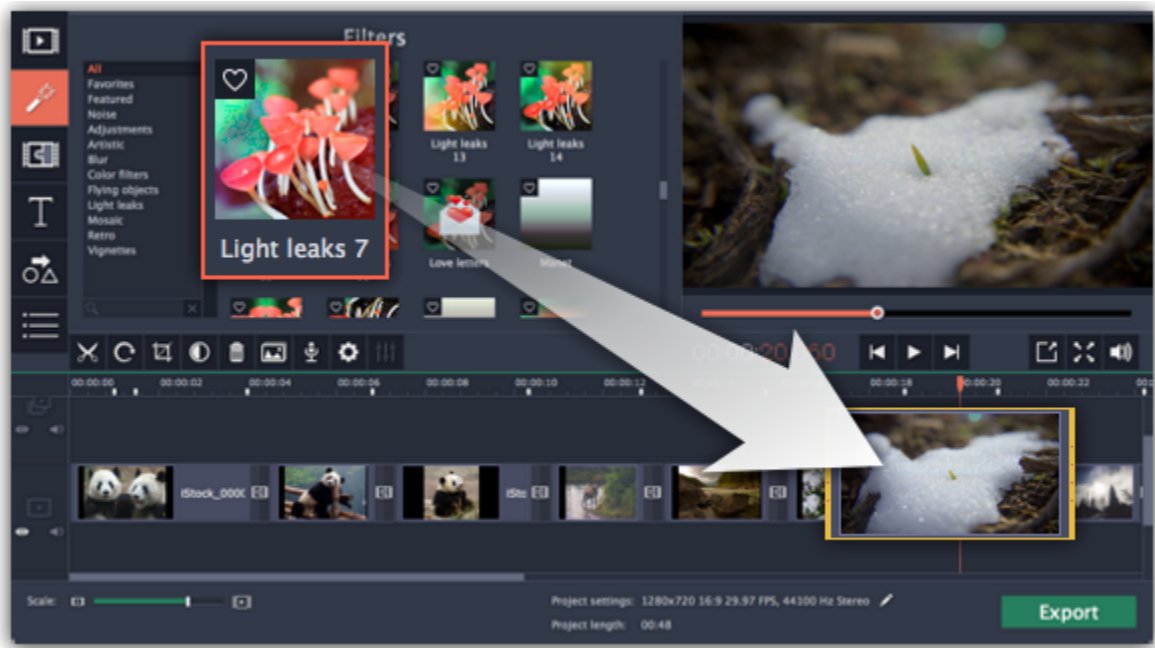 Filters
All
Favorites
Featured
Noise
Adjustments
Artistic
Blur
Color filters
Flying objects
Light leaks
Mosaic
Retro
Vignettes
Light leaks 7
Light leaks
13
Light leaks
14
Love letters
Manet
T
00:00:00
00:00:02
00:00:04
00:00:06
00:00:08
00:00:10
00:00:12
00:00:18
00:00:20
00:00:22
iStock_000
iSto
Scale:
Project settings: 1280x720 16:9 29.97 FPS, 44100 Hz Stereo
Project length: 00:48
Export